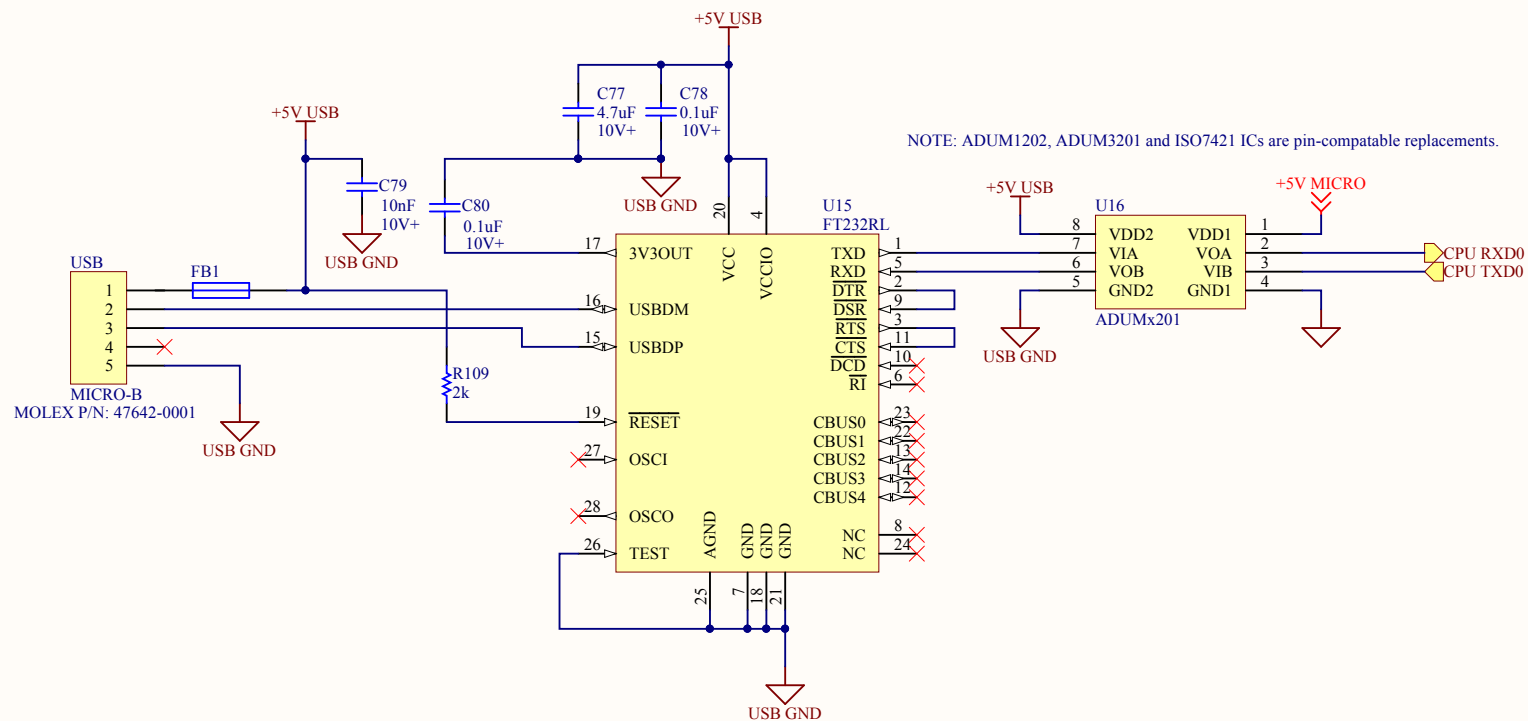 +5V USB
C77
4.7uF
10V+
C78
0.1uF
10V+
+5V USB
NOTE: ADUM1202, ADUM3201 and ISO7421 ICs are pin-compatable replacements.
C79
10nF
10V+
USB GND
C80
0.1uF
10V+
USB GND
USB
1
2
3
4
5
MICRO-B
MOLEX P/N: 47642-0001
FB1
USB GND
R109
2k
U15
FT232RL
20
VCC
4
VCCIO
17 3V3OUT
16 USBDM
15 USBDP
19 RESET
27 OSCI
28 OSCO
26 TEST
TXD 1
RXD 5
DTR 2
DSR 9
RTS 3
CTS 11
DCD 10
RI 6
CBUS0 23
CBUS1 22
CBUS2 13
CBUS3 14
CBUS4 12
NC 8
NC 24
AGND
GND
GND
GND
25
7
18
21
USB GND
+5V USB
+5V MICRO
U16
8 VDD2 VDD1 1
7 VIA VOA 2
6 VOB VIB 3
5 GND2 GND1 4
ADUMx201
CPU RXD0
CPU TXD0
USB GND